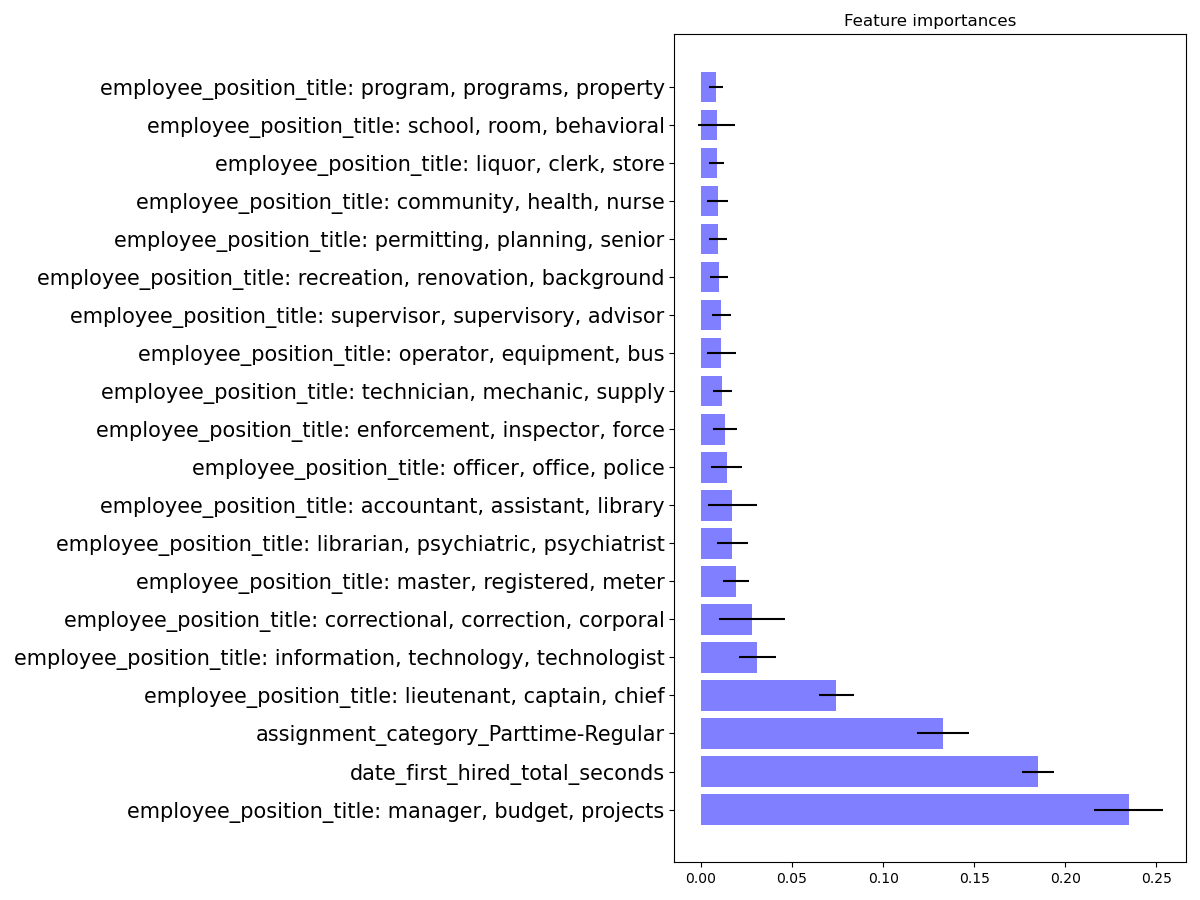 Feature importances
employee_position_title: program, programs, property
employee_position_title: school, room, behavioral
employee_position_title: liquor, clerk, store
employee_position_title: community, health, nurse
employee_position_title: permitting, planning, senior
employee_position_title: recreation, renovation, background
employee_position_title: supervisor, supervisory, advisor
employee_position_title: operator, equipment, bus
employee_position_title: technician, mechanic, supply
employee_position_title: enforcement, inspector, force
employee_position_title: officer, office, police
employee_position_title: accountant, assistant, library
employee_position_title: librarian, psychiatric, psychiatrist
employee_position_title: master, registered, meter
employee_position_title: correctional, correction, corporal
employee_position_title: information, technology, technologist
employee_position_title: lieutenant, captain, chief
assignment_category_Parttime-Regular
date_first_hired_total_seconds
employee_position_title: manager, budget, projects
0.00 0.05 0.10 0.15 0.20 0.25